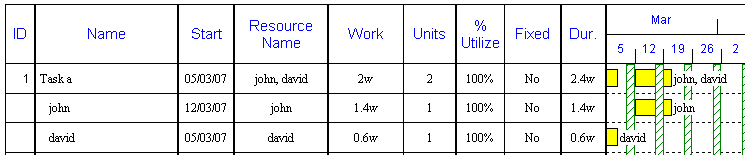 ID Name Start Resource Name Work Units % Utilize Fixed Dur. Mar
5 12 19 26 2
1 Task a 05/03/07 john, david 2w 2 100% No 2.4w john, david
john 12/03/07 john 1.4w 1 100% No 1.4w john
david 05/03/07 david 0.6w 1 100% No 0.6w david